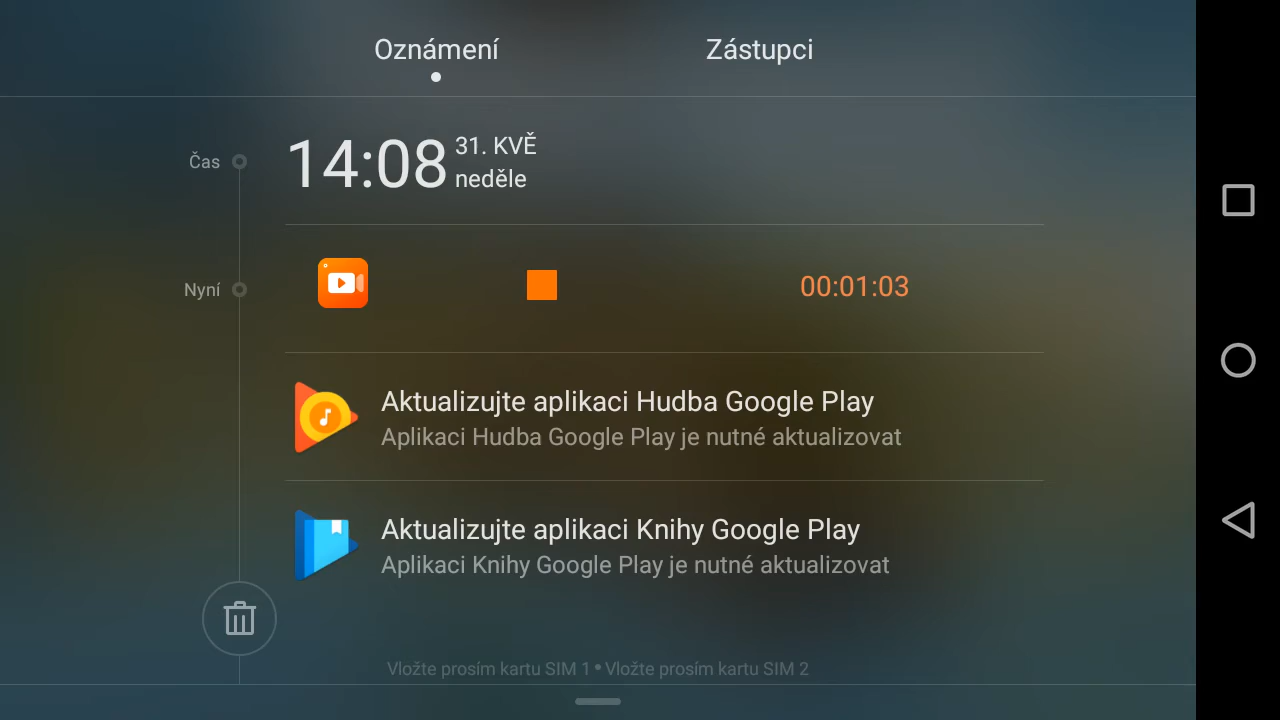 Oznámení
Zástupci
Čas
14:08
31. KVĚ
neděle
Nyní
00:01:03
Aktualizujte aplikaci Hudba Google Play
Aplikaci Hudba Google Play je nutné aktualizovat
Aktualizujte aplikaci Knihy Google Play
Aplikaci Knihy Google Play je nutné aktualizovat
Vložte prosím kartu SIM 1 • Vložte prosím kartu SIM 2